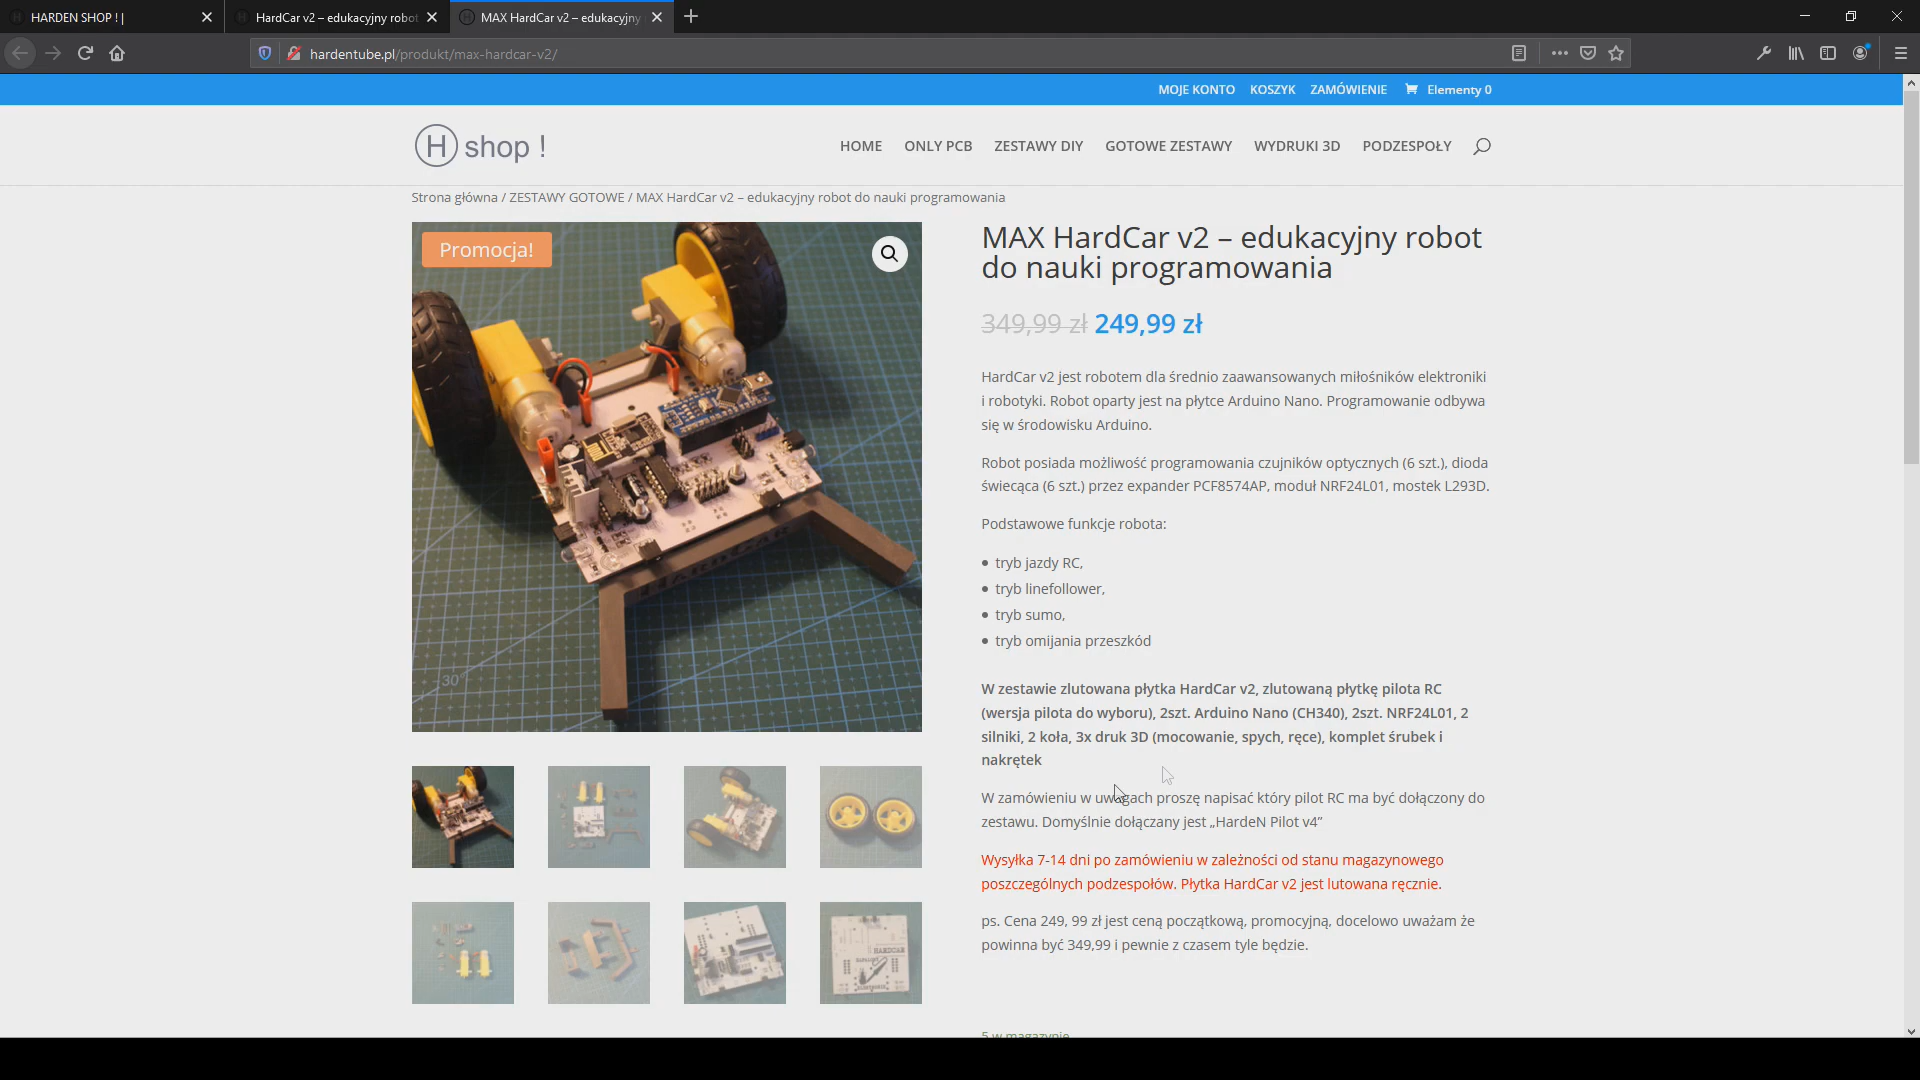 HARDEN SHOP ! |
HardCar v2 – edukacyjny robot
MAX HardCar v2 – edukacyjny
hardentube.pl/produkt/max-hardcar-v2/
MOJE KONTO KOSZYK ZAMÓWIENIE Elementy 0
H shop !
HOME ONLY PCB ZESTAWY DIY GOTOWE ZESTAWY WYDRUKI 3D PODZESPOŁY
Strona główna / ZESTAWY GOTOWE / MAX HardCar v2 – edukacyjny robot do nauki programowania
Promocja!
30°
MAX HardCar v2 – edukacyjny robot
do nauki programowania
349,99 zł 249,99 zł
HardCar v2 jest robotem dla średnio zaawansowanych miłośników elektroniki
i robotyki. Robot oparty jest na płytce Arduino Nano. Programowanie odbywa
się w środowisku Arduino.
Robot posiada możliwość programowania czujników optycznych (6 szt.), dioda
świecąca (6 szt.) przez expander PCF8574AP, moduł NRF24L01, mostek L293D.
Podstawowe funkcje robota:
• tryb jazdy RC,
• tryb linefollower,
• tryb sumo,
• tryb omijania przeszkód
W zestawie zlutowana płytka HardCar v2, zlutowaną płytkę pilota RC
(wersja pilota do wyboru), 2szt. Arduino Nano (CH340), 2szt. NRF24L01, 2
silniki, 2 koła, 3x druk 3D (mocowanie, spych, ręce), komplet śrubek i
nakrętek
W zamówieniu w uwagach proszę napisać który pilot RC ma być dołączony do
zestawu. Domyślnie dołączany jest „HardeN Pilot v4”
Wysyłka 7-14 dni po zamówieniu w zależności od stanu magazynowego
poszczególnych podzespołów. Płytka HardCar v2 jest lutowana ręcznie.
ps. Cena 249, 99 zł jest ceną początkową, promocyjną, docelowo uważam że
powinna być 349,99 i pewnie z czasem tyle będzie.
5 w magazynie
HARDCAR